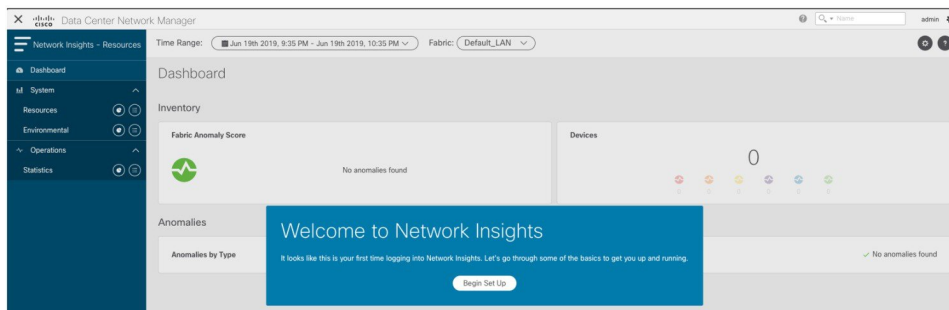 CISCO Data Center Network Manager
Name
admin
Network Insights - Resources
Time Range: Jun 19th 2019, 9:35 PM - Jun 19th 2019, 10:35 PM Fabric: Default_LAN
Dashboard
System
Resources
Environmental
Operations
Statistics
Dashboard
Inventory
Fabric Anomaly Score
No anomalies found
Devices
0
Anomalies
Anomalies by Type
No anomalies found
Welcome to Network Insights
It looks like this is your first time logging into Network Insights. Let's go through some of the basics to get you up and running.
Begin Set Up